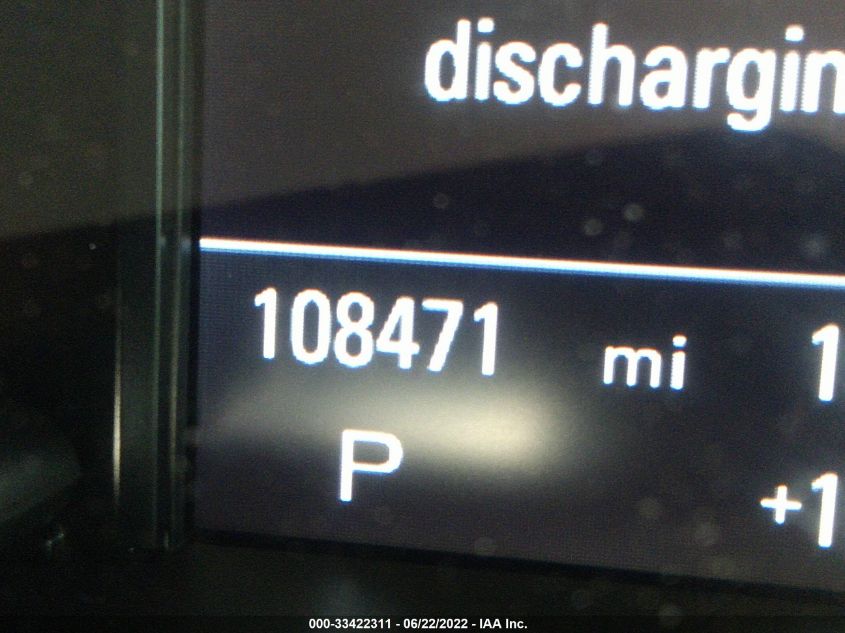 dischargin
108471 mi 1
P +1
000-33422311 - 06/22/2022 - IAA Inc.